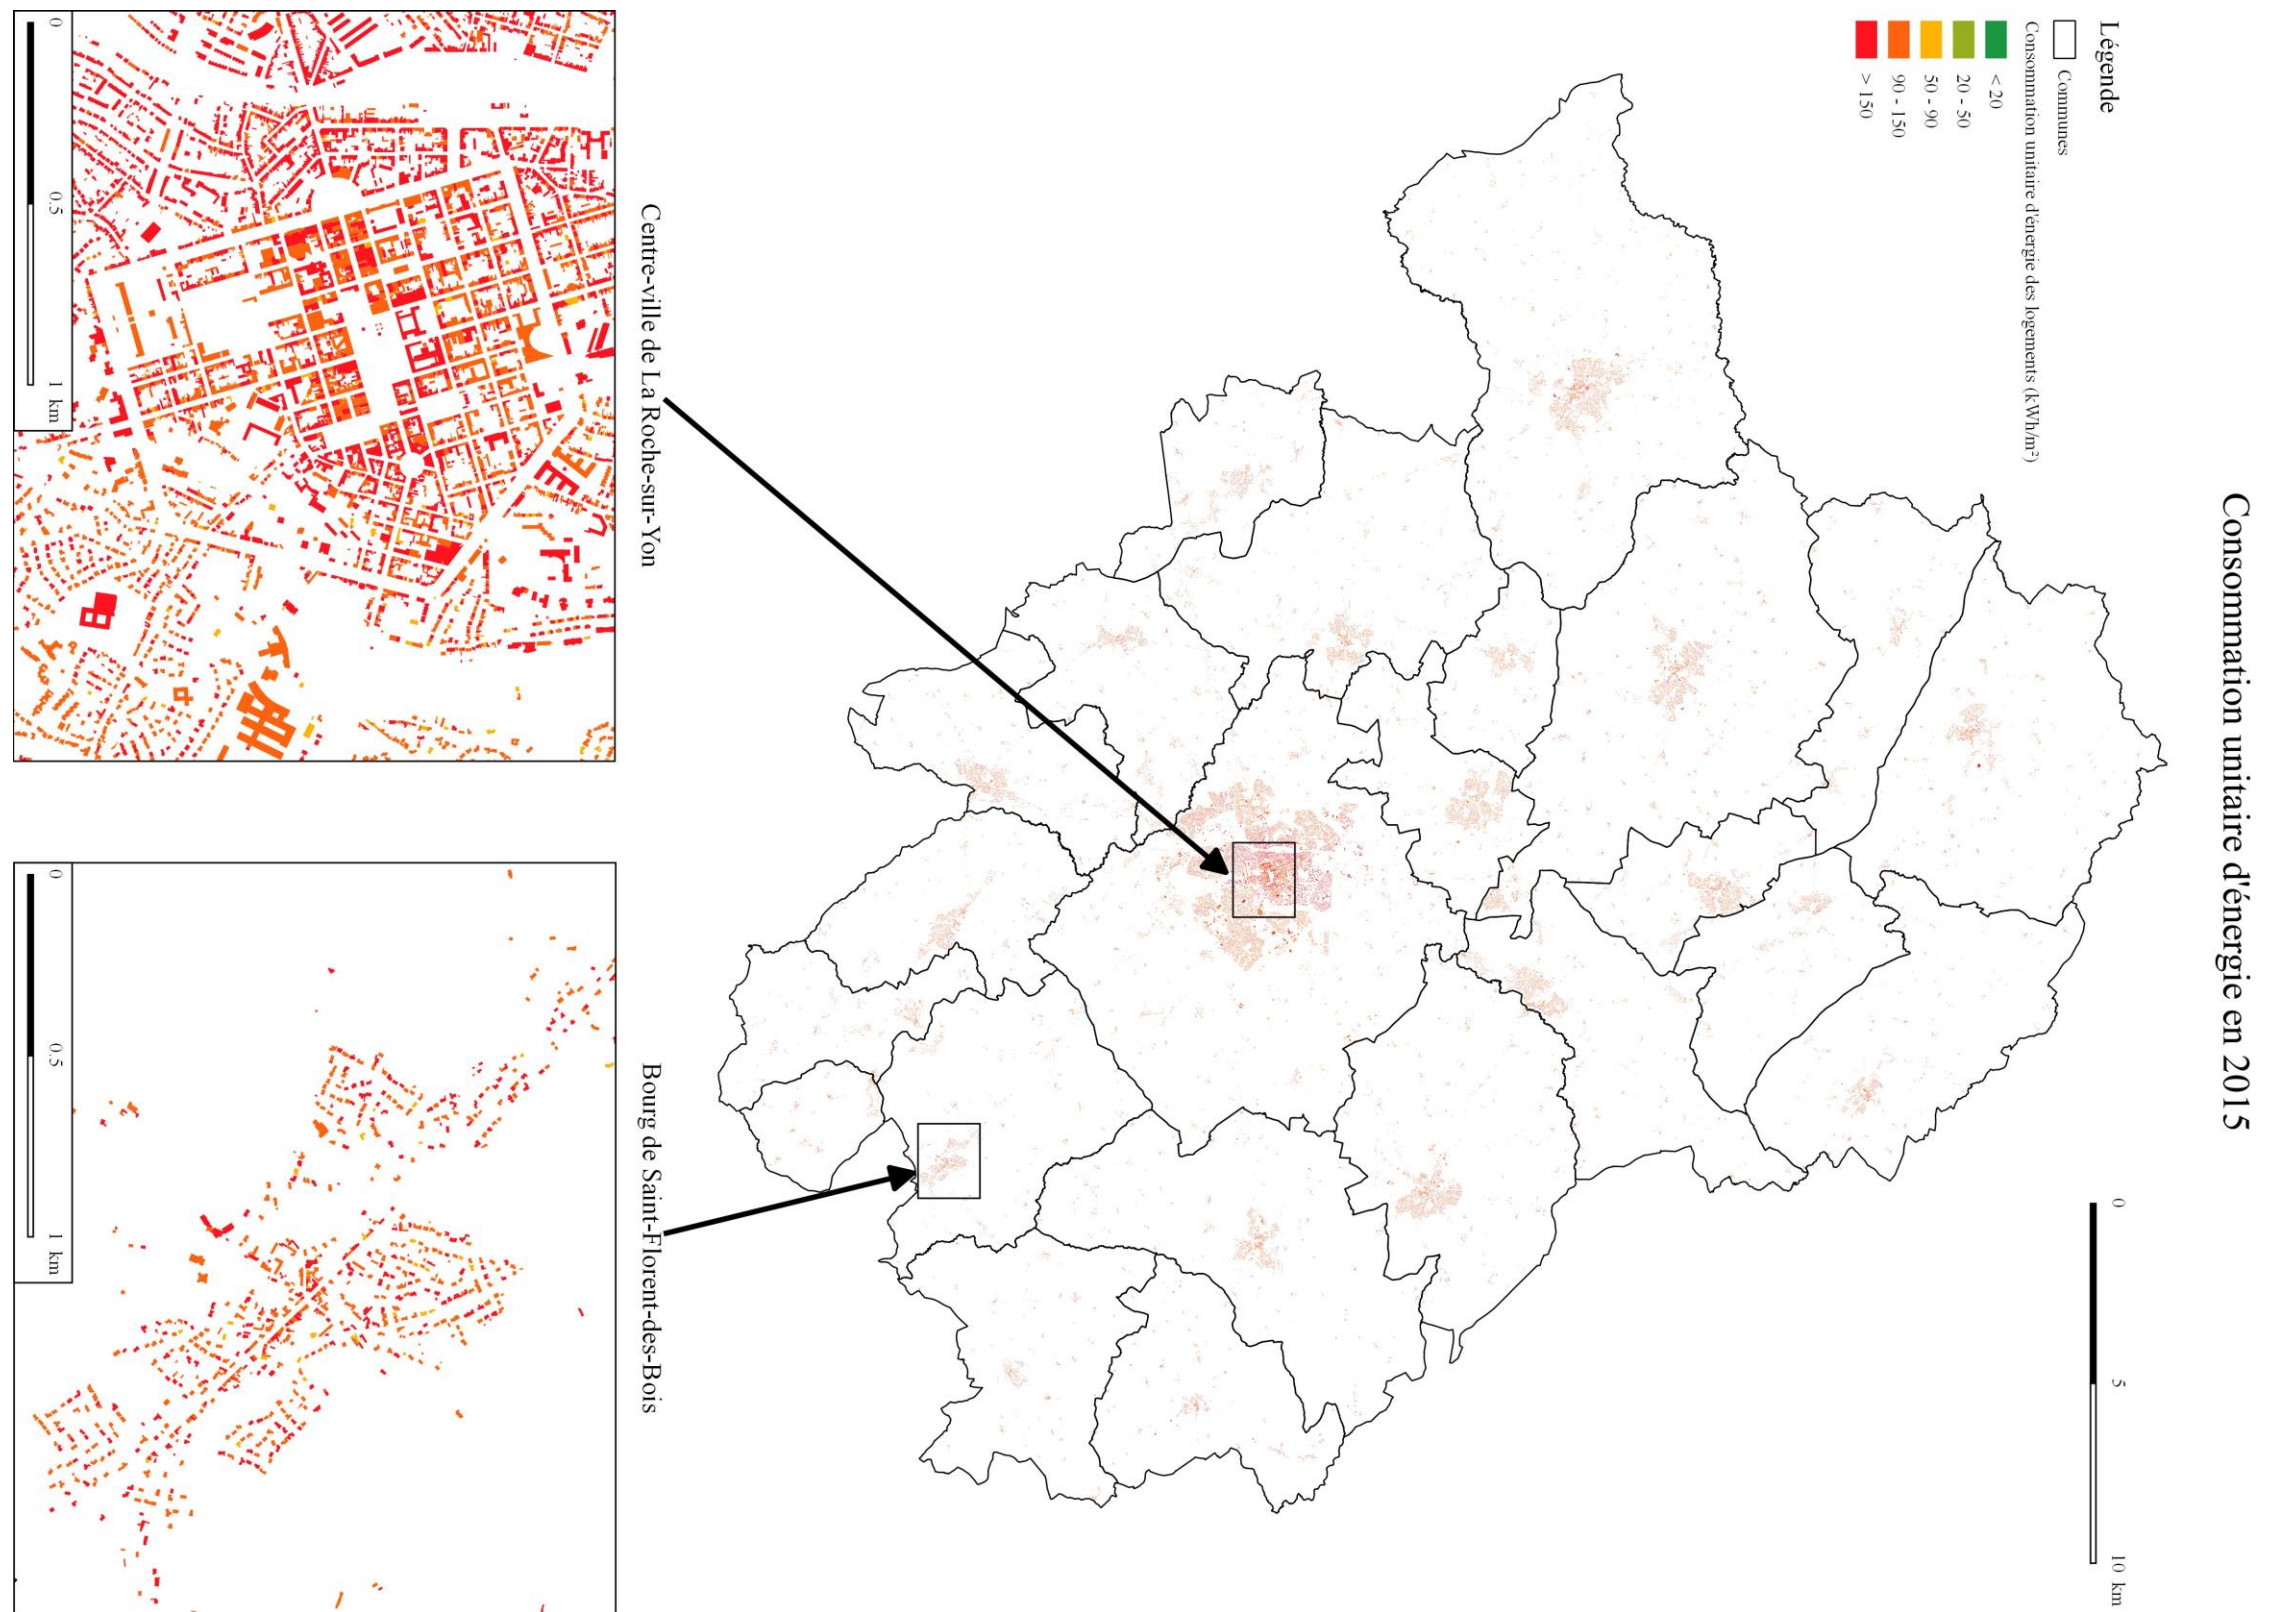 Consommation unitaire d'énergie en 2015
Légende
Communes
Consommation unitaire d'énergie des logements (kWh/m²)
< 20
20 - 50
50 - 90
90 - 150
> 150
0 5 10 km
Centre-ville de La Roche-sur-Yon
Bourg de Saint-Florent-des-Bois
0 0.5 1 km
0 0.5 1 km